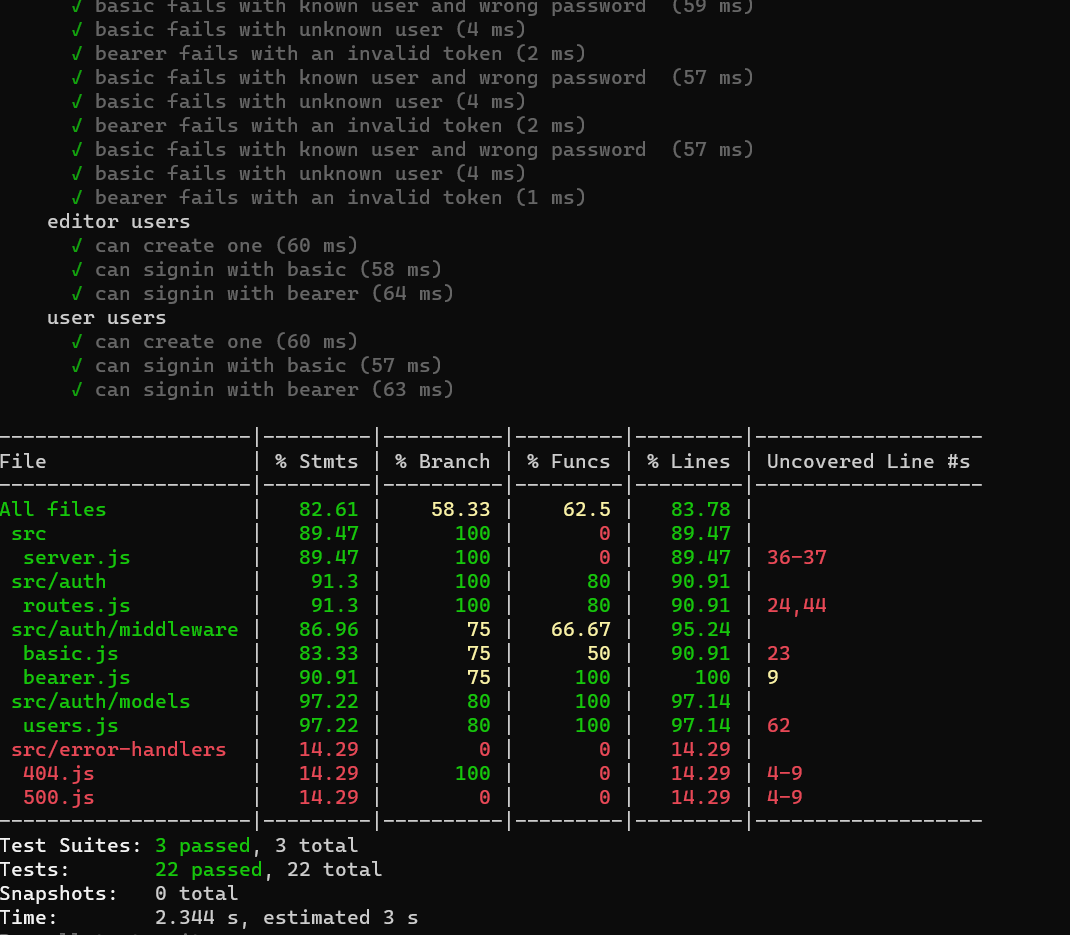 √ basic fails with known user and wrong password  (59 ms)
√ basic fails with unknown user (4 ms)
√ bearer fails with an invalid token (2 ms)
√ basic fails with known user and wrong password  (57 ms)
√ basic fails with unknown user (4 ms)
√ bearer fails with an invalid token (2 ms)
√ basic fails with known user and wrong password  (57 ms)
√ basic fails with unknown user (4 ms)
√ bearer fails with an invalid token (1 ms)
editor users
√ can create one (60 ms)
√ can signin with basic (58 ms)
√ can signin with bearer (64 ms)
user users
√ can create one (60 ms)
√ can signin with basic (57 ms)
√ can signin with bearer (63 ms)
---------------------|---------|----------|---------|---------|-------------------
File                 | % Stmts | % Branch | % Funcs | % Lines | Uncovered Line #s
---------------------|---------|----------|---------|---------|-------------------
All files            |   82.61 |    58.33 |    62.5 |   83.78 |
 src                 |   89.47 |      100 |       0 |   89.47 |
  server.js          |   89.47 |      100 |       0 |   89.47 | 36-37
 src/auth            |    91.3 |      100 |      80 |   90.91 |
  routes.js          |    91.3 |      100 |      80 |   90.91 | 24,44
 src/auth/middleware |   86.96 |       75 |   66.67 |   95.24 |
  basic.js           |   83.33 |       75 |      50 |   90.91 | 23
  bearer.js          |   90.91 |       75 |     100 |     100 | 9
 src/auth/models     |   97.22 |       80 |     100 |   97.14 |
  users.js           |   97.22 |       80 |     100 |   97.14 | 62
 src/error-handlers  |   14.29 |        0 |       0 |   14.29 |
  404.js             |   14.29 |      100 |       0 |   14.29 | 4-9
  500.js             |   14.29 |        0 |       0 |   14.29 | 4-9
---------------------|---------|----------|---------|---------|-------------------
Test Suites: 3 passed, 3 total
Tests:       22 passed, 22 total
Snapshots:   0 total
Time:        2.344 s, estimated 3 s